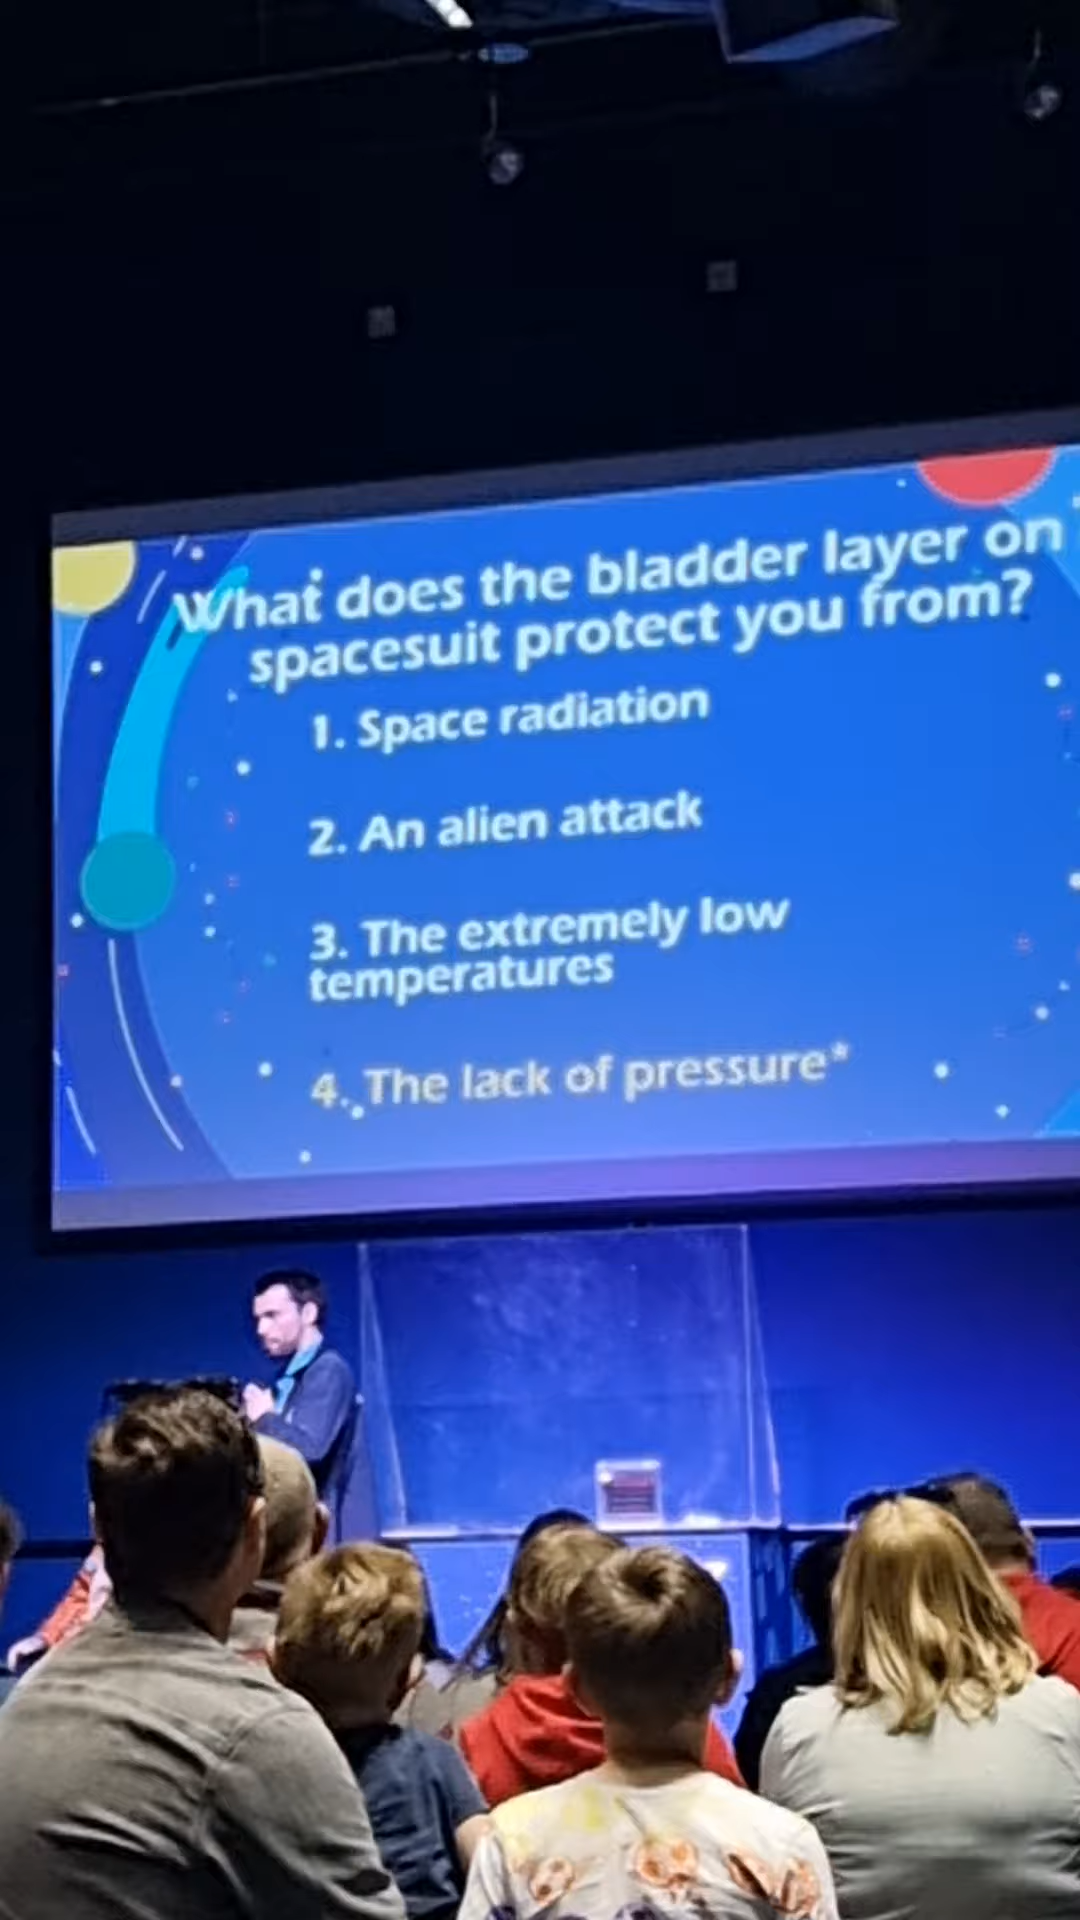 What does the bladder layer on
spacesuit protect you from?
1. Space radiation
2. An alien attack
3. The extremely low
temperatures
4. The lack of pressure*